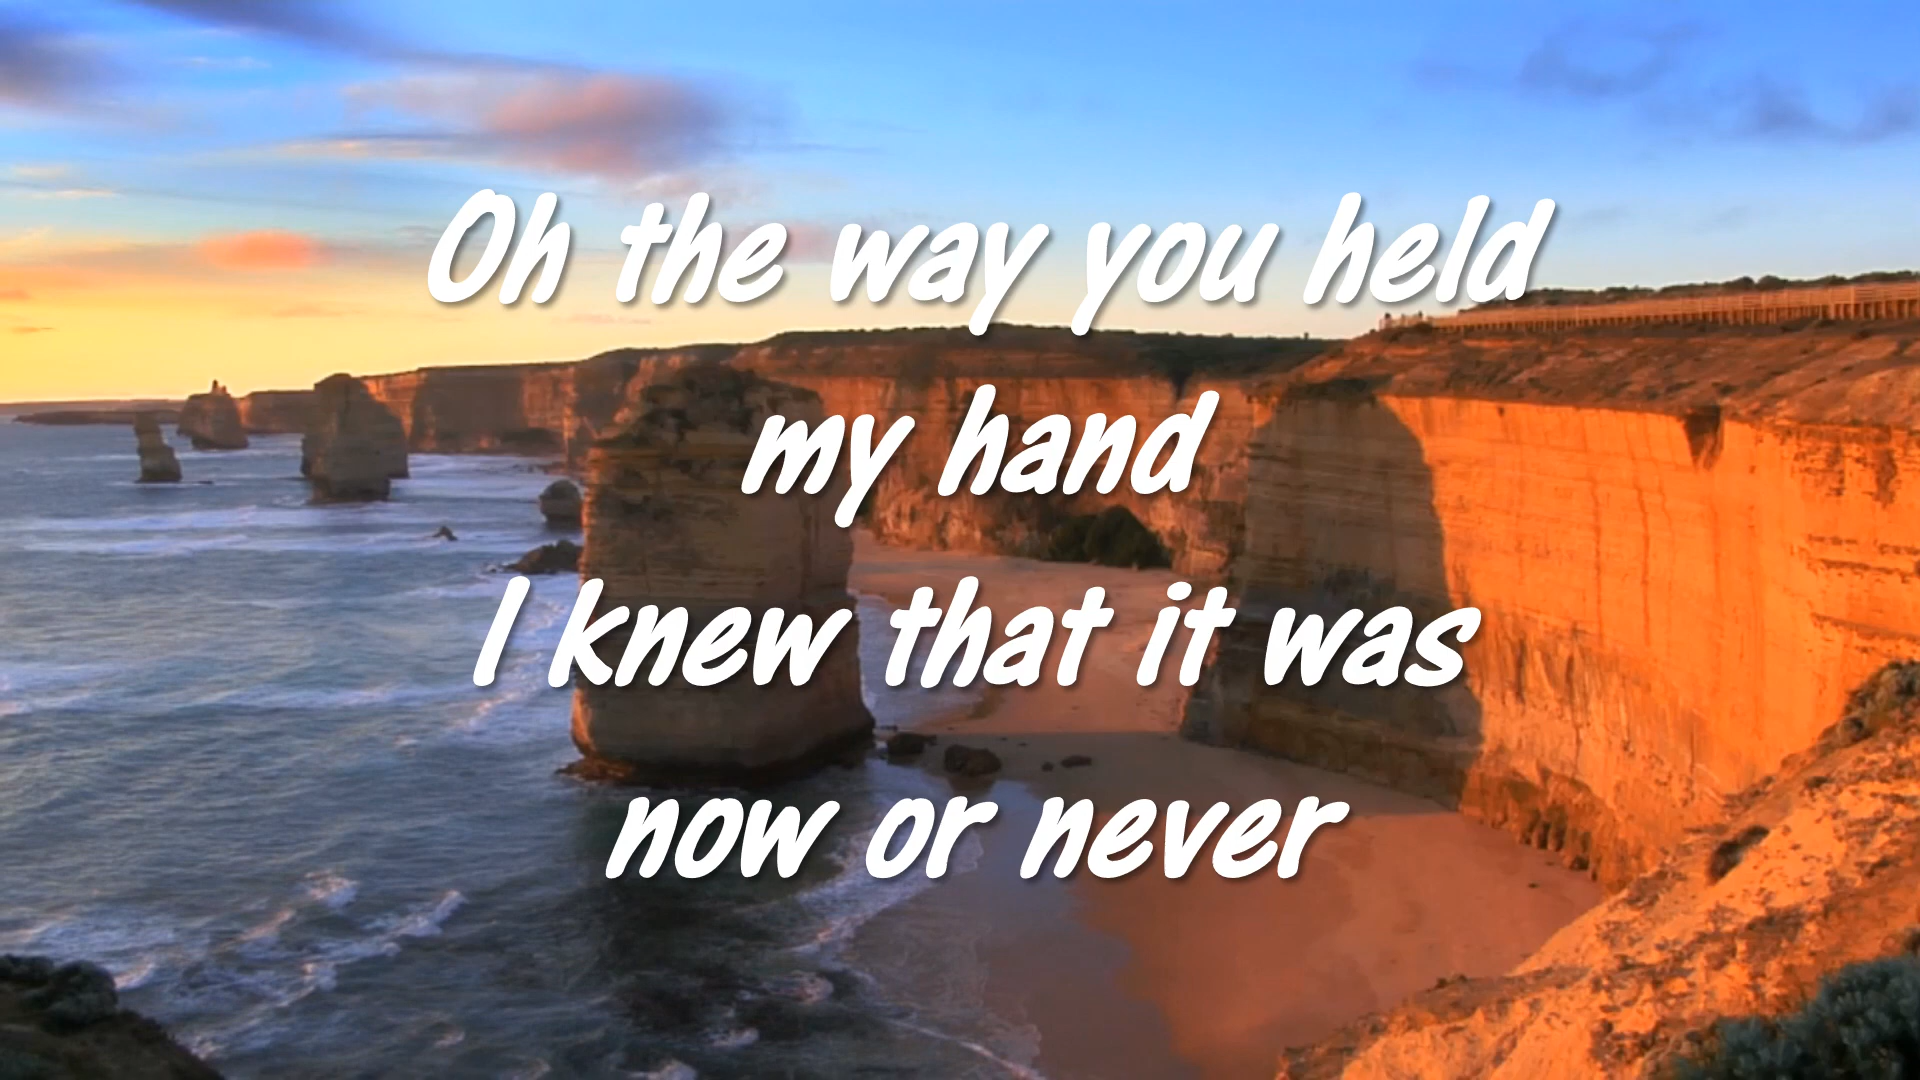 Oh the way you held
my hand
I knew that it was
now or never